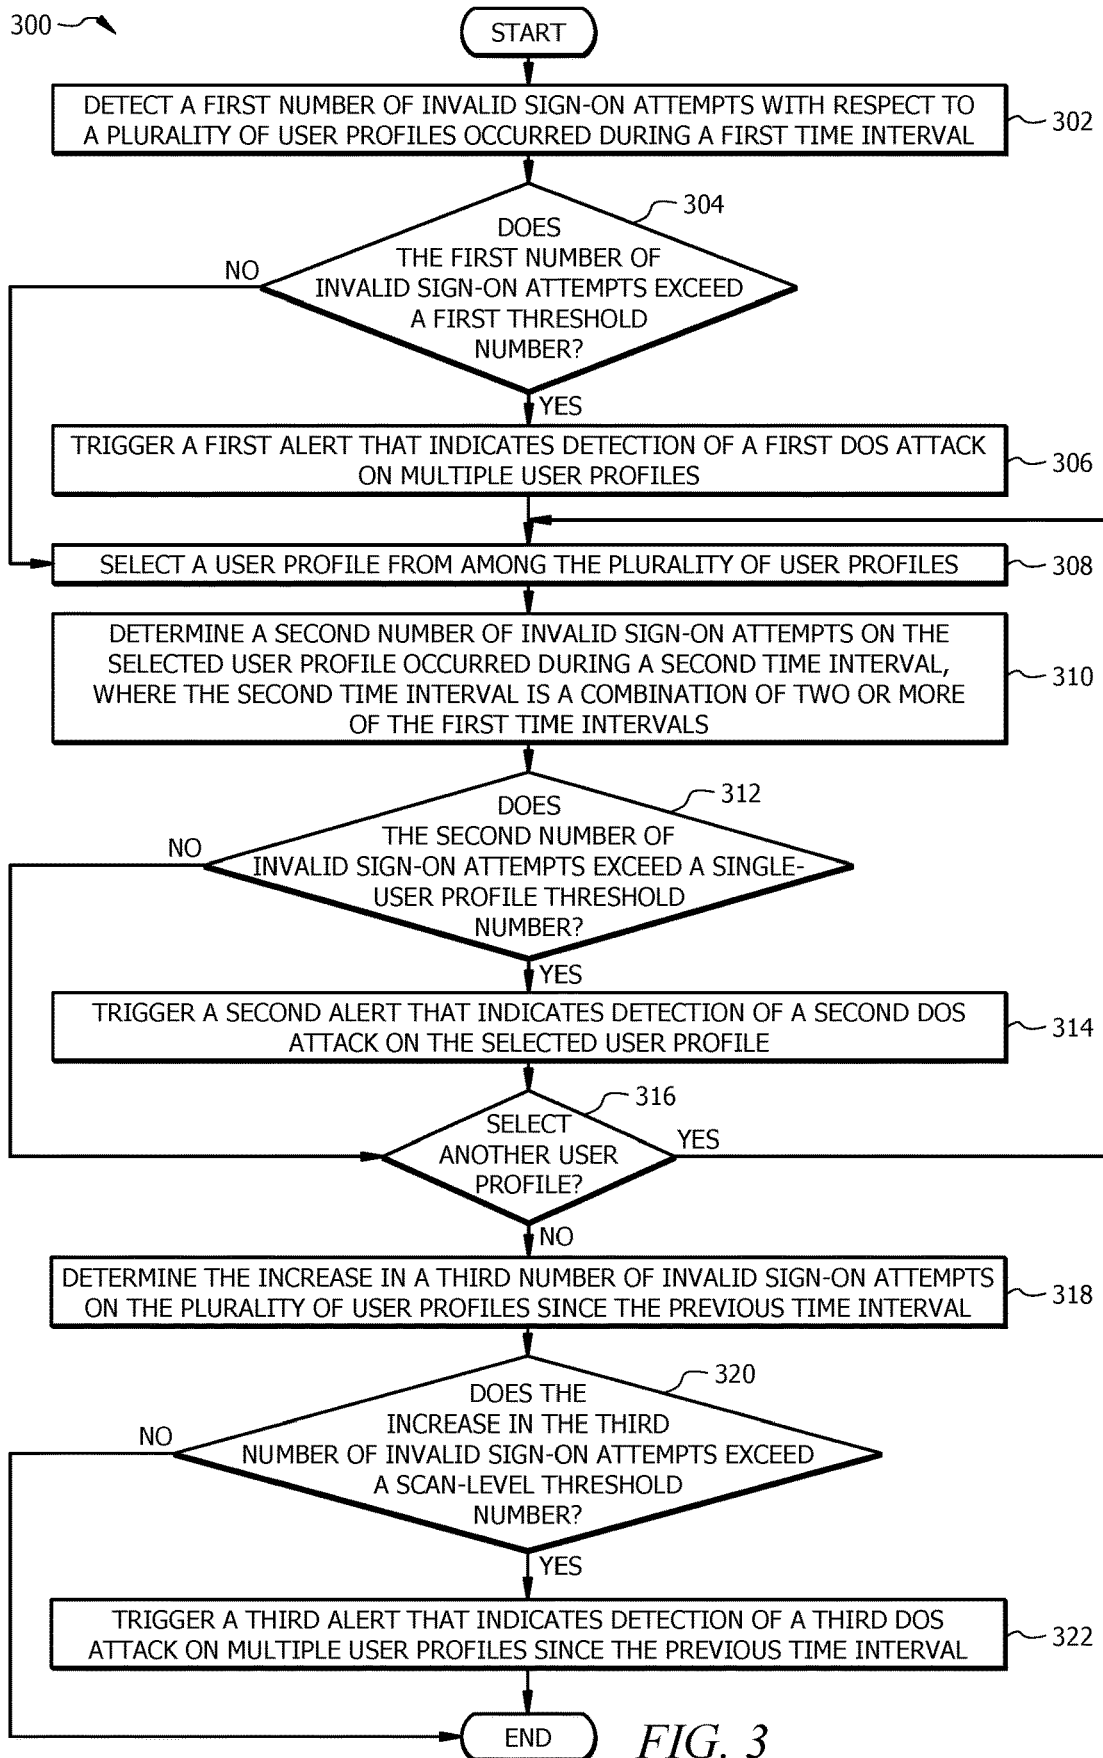 300
START
DETECT A FIRST NUMBER OF INVALID SIGN-ON ATTEMPTS WITH RESPECT TO
A PLURALITY OF USER PROFILES OCCURRED DURING A FIRST TIME INTERVAL
302
304
DOES
THE FIRST NUMBER OF
INVALID SIGN-ON ATTEMPTS EXCEED
A FIRST THRESHOLD
NUMBER?
NO
YES
TRIGGER A FIRST ALERT THAT INDICATES DETECTION OF A FIRST DOS ATTACK
ON MULTIPLE USER PROFILES
306
SELECT A USER PROFILE FROM AMONG THE PLURALITY OF USER PROFILES
308
DETERMINE A SECOND NUMBER OF INVALID SIGN-ON ATTEMPTS ON THE
SELECTED USER PROFILE OCCURRED DURING A SECOND TIME INTERVAL,
WHERE THE SECOND TIME INTERVAL IS A COMBINATION OF TWO OR MORE
OF THE FIRST TIME INTERVALS
310
312
DOES
THE SECOND NUMBER OF
INVALID SIGN-ON ATTEMPTS EXCEED A SINGLE-
USER PROFILE THRESHOLD
NUMBER?
NO
YES
TRIGGER A SECOND ALERT THAT INDICATES DETECTION OF A SECOND DOS
ATTACK ON THE SELECTED USER PROFILE
314
316
SELECT
ANOTHER USER
PROFILE?
YES
NO
DETERMINE THE INCREASE IN A THIRD NUMBER OF INVALID SIGN-ON ATTEMPTS
ON THE PLURALITY OF USER PROFILES SINCE THE PREVIOUS TIME INTERVAL
318
320
DOES THE
INCREASE IN THE THIRD
NUMBER OF INVALID SIGN-ON ATTEMPTS EXCEED
A SCAN-LEVEL THRESHOLD
NUMBER?
NO
YES
TRIGGER A THIRD ALERT THAT INDICATES DETECTION OF A THIRD DOS
ATTACK ON MULTIPLE USER PROFILES SINCE THE PREVIOUS TIME INTERVAL
322
END
FIG. 3